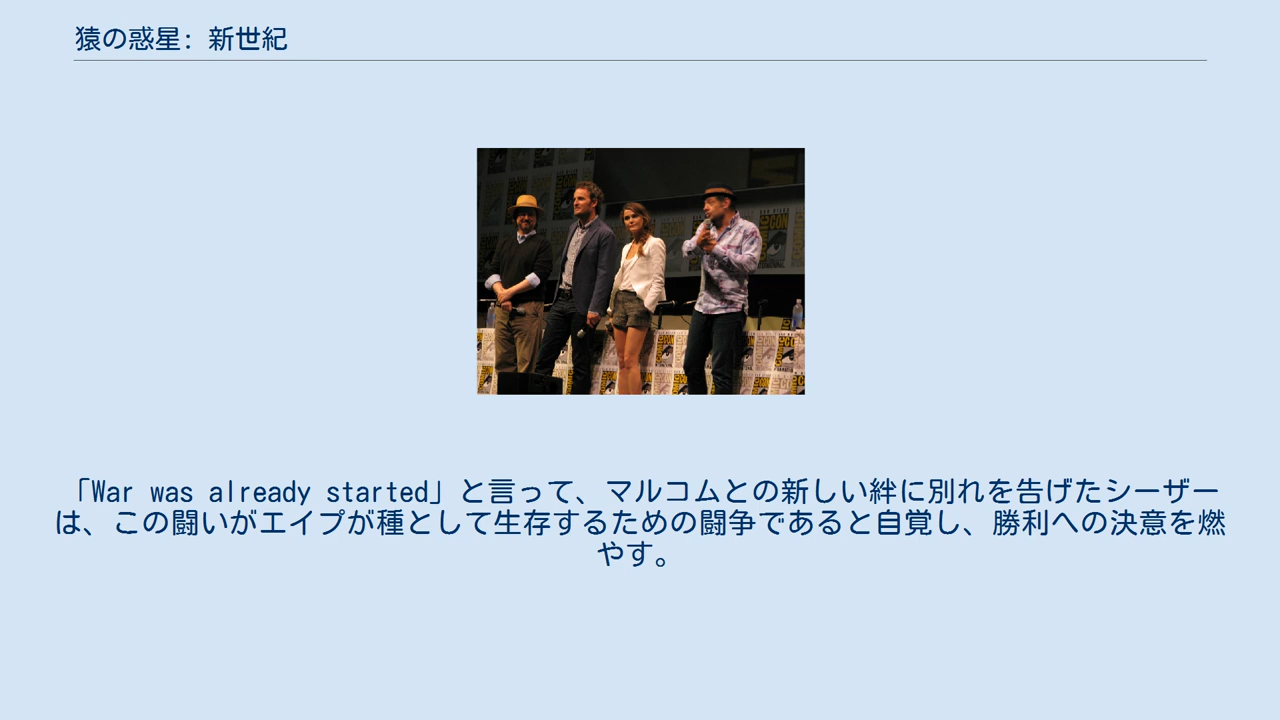 猿の惑星: 新世紀
「War was already started」と言って、マルコムとの新しい絆に別れを告げたシーザー
は、この闘いがエイプが種として生存するための闘争であると自覚し、勝利への決意を燃
やす。